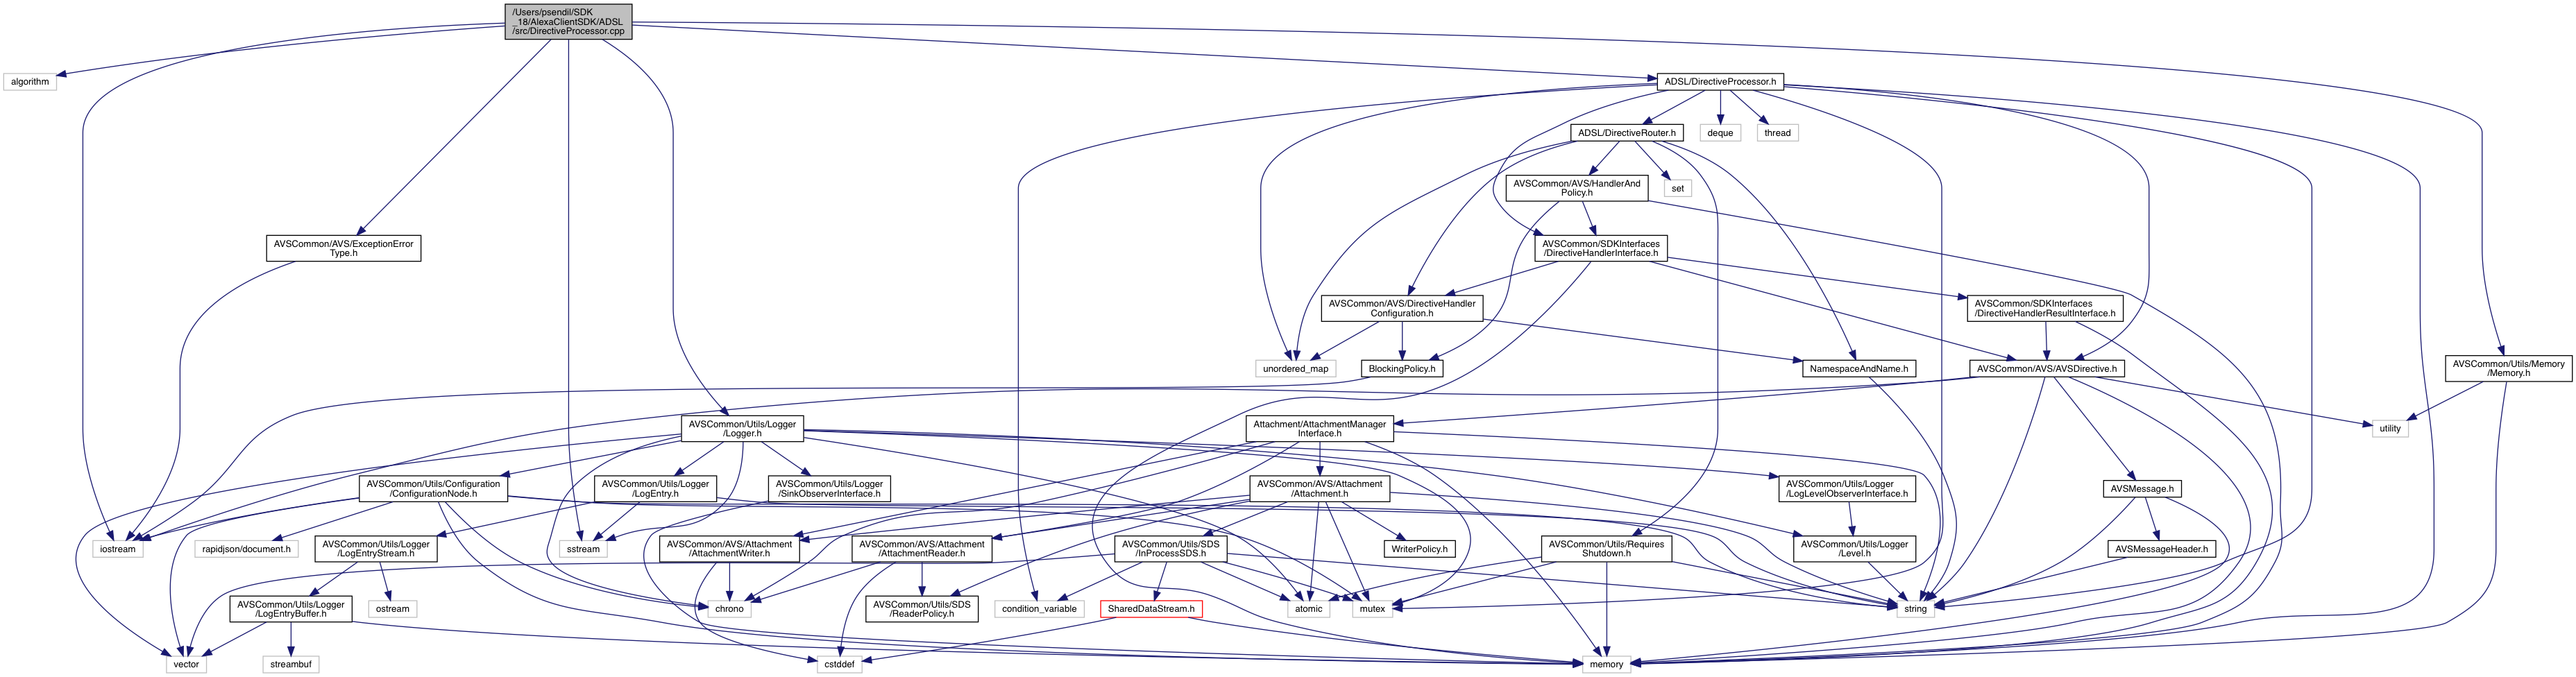 /Users/psendil/SDK
_18/AlexaClientSDK/ADSL
/src/DirectiveProcessor.cpp
algorithm
ADSL/DirectiveProcessor.h
ADSL/DirectiveRouter.h
deque
thread
AVSCommon/AVS/HandlerAnd
Policy.h
set
AVSCommon/AVS/ExceptionError
Type.h
AVSCommon/SDKInterfaces
/DirectiveHandlerInterface.h
AVSCommon/AVS/DirectiveHandler
Configuration.h
AVSCommon/SDKInterfaces
/DirectiveHandlerResultInterface.h
unordered_map
BlockingPolicy.h
NamespaceAndName.h
AVSCommon/AVS/AVSDirective.h
AVSCommon/Utils/Memory
/Memory.h
AVSCommon/Utils/Logger
/Logger.h
Attachment/AttachmentManager
Interface.h
utility
AVSCommon/Utils/Configuration
/ConfigurationNode.h
AVSCommon/Utils/Logger
/LogEntry.h
AVSCommon/Utils/Logger
/SinkObserverInterface.h
AVSCommon/AVS/Attachment
/Attachment.h
AVSCommon/Utils/Logger
/LogLevelObserverInterface.h
AVSMessage.h
iostream
rapidjson/document.h
AVSCommon/Utils/Logger
/LogEntryStream.h
sstream
AVSCommon/AVS/Attachment
/AttachmentWriter.h
AVSCommon/AVS/Attachment
/AttachmentReader.h
AVSCommon/Utils/SDS
/InProcessSDS.h
WriterPolicy.h
AVSCommon/Utils/Requires
Shutdown.h
AVSCommon/Utils/Logger
/Level.h
AVSMessageHeader.h
AVSCommon/Utils/Logger
/LogEntryBuffer.h
ostream
chrono
AVSCommon/Utils/SDS
/ReaderPolicy.h
condition_variable
SharedDataStream.h
atomic
mutex
string
vector
streambuf
cstddef
memory